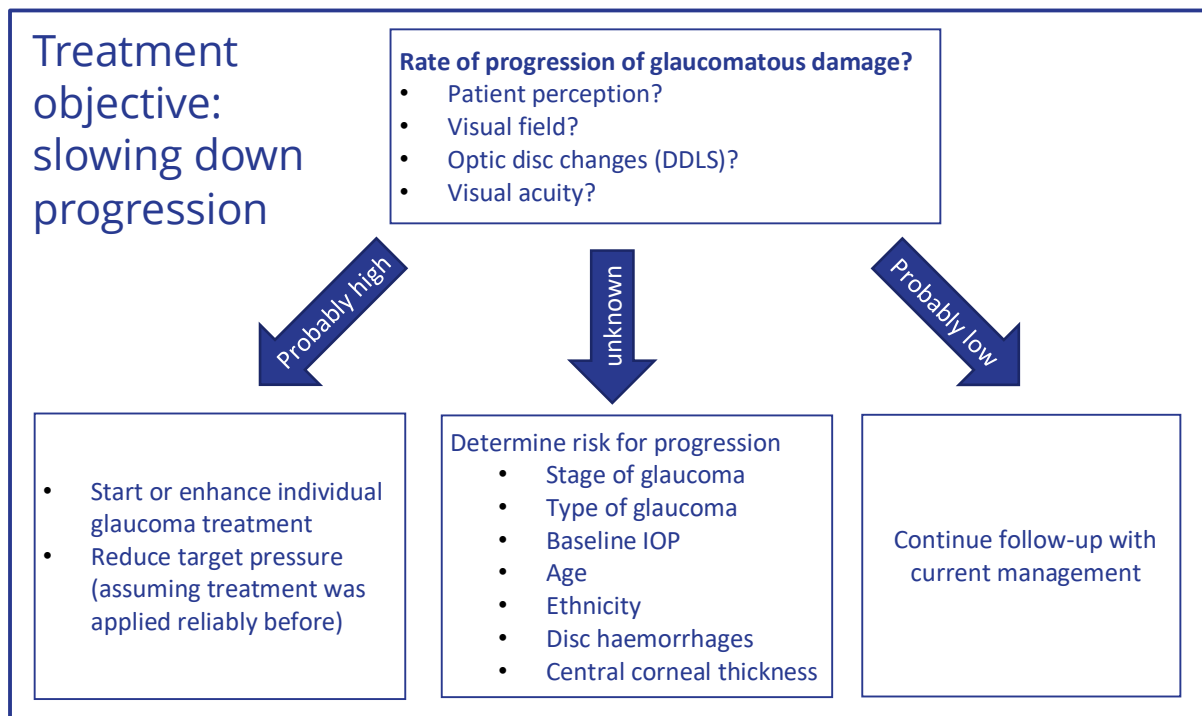 Treatment
objective:
slowing down
progression
Rate of progression of glaucomatous damage?
• Patient perception?
• Visual field?
• Optic disc changes (DDLS)?
• Visual acuity?
Probably high
unknown
Probably low
• Start or enhance individual
glaucoma treatment
• Reduce target pressure
(assuming treatment was
applied reliably before)
Determine risk for progression
• Stage of glaucoma
• Type of glaucoma
• Baseline IOP
• Age
• Ethnicity
• Disc haemorrhages
• Central corneal thickness
Continue follow-up with
current management